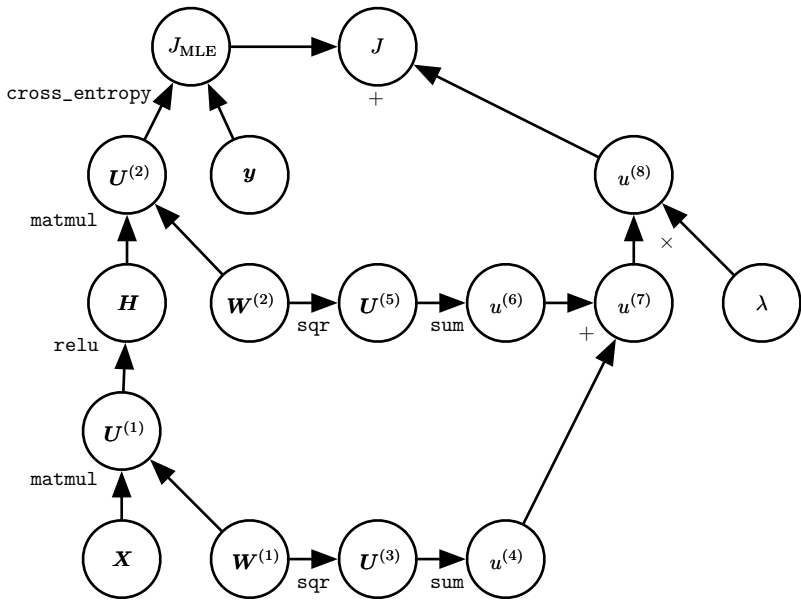 J_MLE J
cross_entropy +
U^(2) y u^(8)
matmul ×
H W^(2) sqr U^(5) sum u^(6) + u^(7) λ
relu
U^(1)
matmul
X W^(1) sqr U^(3) sum u^(4)